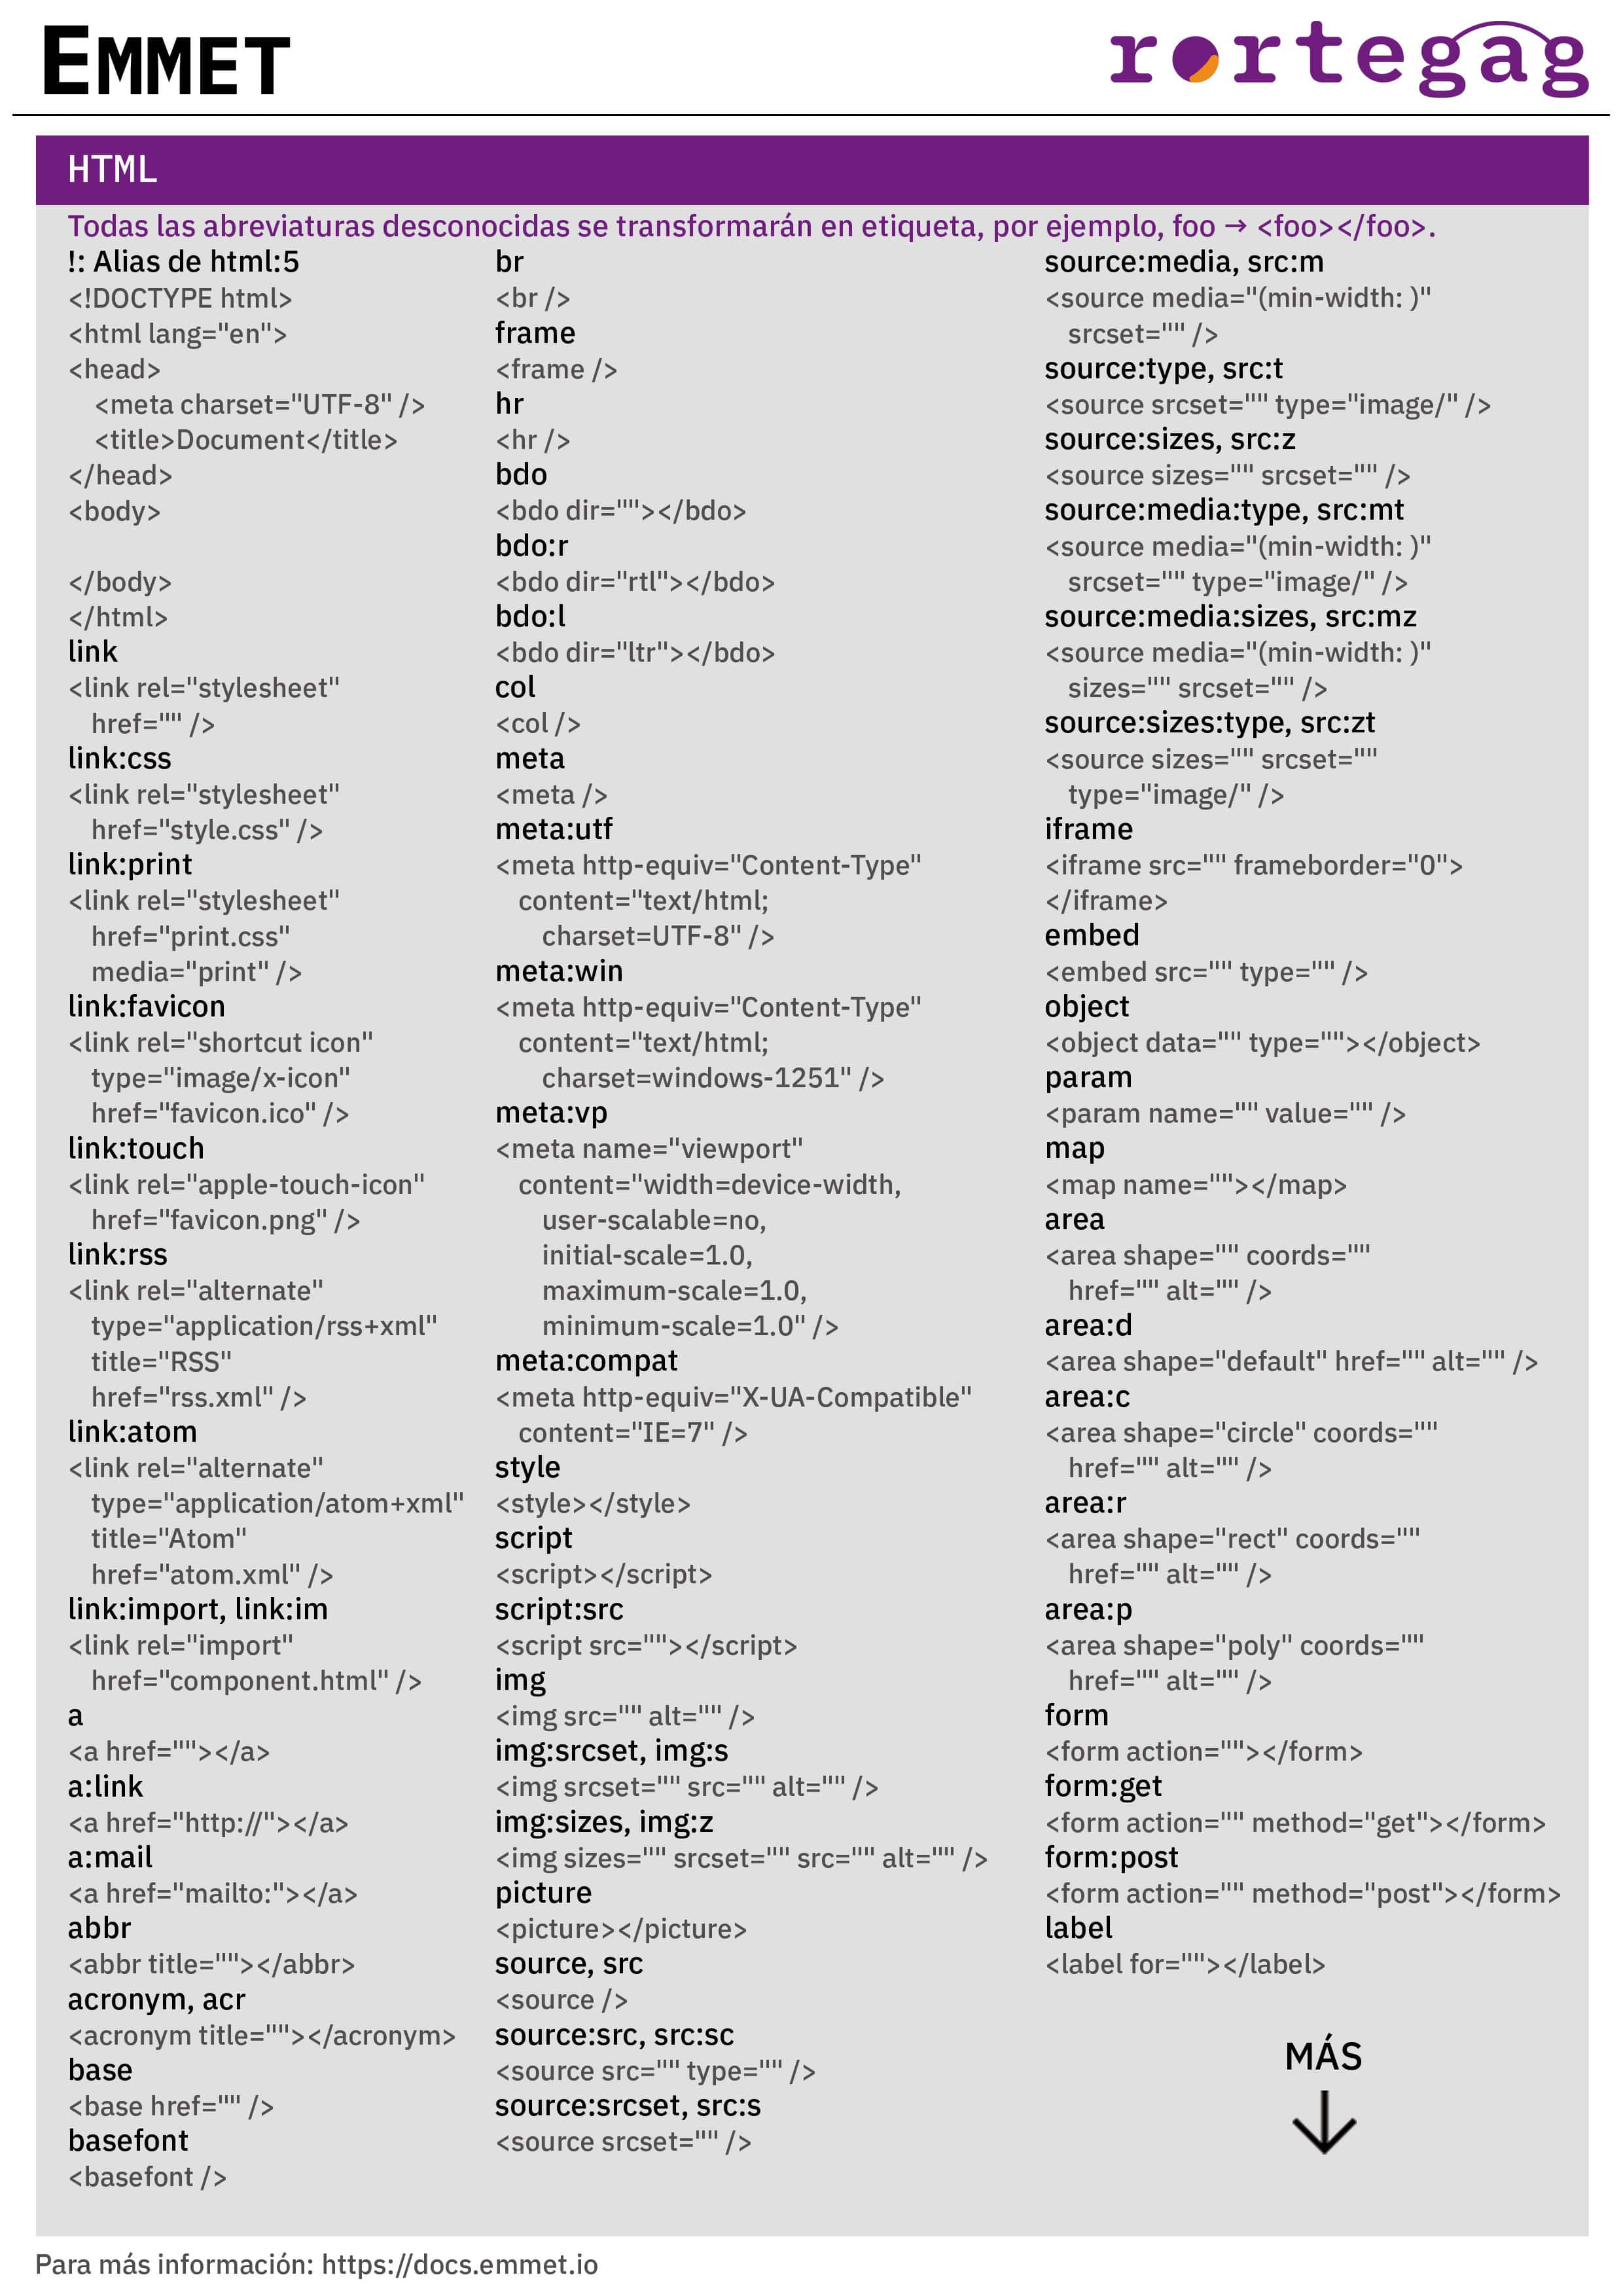 EMMET
rortegag
HTML
Todas las abreviaturas desconocidas se transformarán en etiqueta, por ejemplo, foo → <foo></foo>.
!: Alias de html:5
<!DOCTYPE html>
<html lang="en">
<head>
<meta charset="UTF-8" />
<title>Document</title>
</head>
<body>
</body>
</html>
link
<link rel="stylesheet"
href="" />
link:css
<link rel="stylesheet"
href="style.css" />
link:print
<link rel="stylesheet"
href="print.css"
media="print" />
link:favicon
<link rel="shortcut icon"
type="image/x-icon"
href="favicon.ico" />
link:touch
<link rel="apple-touch-icon"
href="favicon.png" />
link:rss
<link rel="alternate"
type="application/rss+xml"
title="RSS"
href="rss.xml" />
link:atom
<link rel="alternate"
type="application/atom+xml"
title="Atom"
href="atom.xml" />
link:import, link:im
<link rel="import"
href="component.html" />
a
<a href=""></a>
a:link
<a href="http://"></a>
a:mail
<a href="mailto:"></a>
abbr
<abbr title=""></abbr>
acronym, acr
<acronym title=""></acronym>
base
<base href="" />
basefont
<basefont />
br
<br />
frame
<frame />
hr
<hr />
bdo
<bdo dir=""></bdo>
bdo:r
<bdo dir="rtl"></bdo>
bdo:l
<bdo dir="ltr"></bdo>
col
<col />
meta
<meta />
meta:utf
<meta http-equiv="Content-Type"
content="text/html;
charset=UTF-8" />
meta:win
<meta http-equiv="Content-Type"
content="text/html;
charset=windows-1251" />
meta:vp
<meta name="viewport"
content="width=device-width,
user-scalable=no,
initial-scale=1.0,
maximum-scale=1.0,
minimum-scale=1.0" />
meta:compat
<meta http-equiv="X-UA-Compatible"
content="IE=7" />
style
<style></style>
script
<script></script>
script:src
<script src=""></script>
img
<img src="" alt="" />
img:srcset, img:s
<img srcset="" src="" alt="" />
img:sizes, img:z
<img sizes="" srcset="" src="" alt="" />
picture
<picture></picture>
source, src
<source />
source:src, src:sc
<source src="" type="" />
source:srcset, src:s
<source srcset="" />
source:media, src:m
<source media="(min-width: )"
srcset="" />
source:type, src:t
<source srcset="" type="image/" />
source:sizes, src:z
<source sizes="" srcset="" />
source:media:type, src:mt
<source media="(min-width: )"
srcset="" type="image/" />
source:media:sizes, src:mz
<source media="(min-width: )"
sizes="" srcset="" />
source:sizes:type, src:zt
<source sizes="" srcset=""
type="image/" />
iframe
<iframe src="" frameborder="0">
</iframe>
embed
<embed src="" type="" />
object
<object data="" type=""></object>
param
<param name="" value="" />
map
<map name=""></map>
area
<area shape="" coords=""
href="" alt="" />
area:d
<area shape="default" href="" alt="" />
area:c
<area shape="circle" coords=""
href="" alt="" />
area:r
<area shape="rect" coords=""
href="" alt="" />
area:p
<area shape="poly" coords=""
href="" alt="" />
form
<form action=""></form>
form:get
<form action="" method="get"></form>
form:post
<form action="" method="post"></form>
label
<label for=""></label>
MÁS
Para más información: https://docs.emmet.io